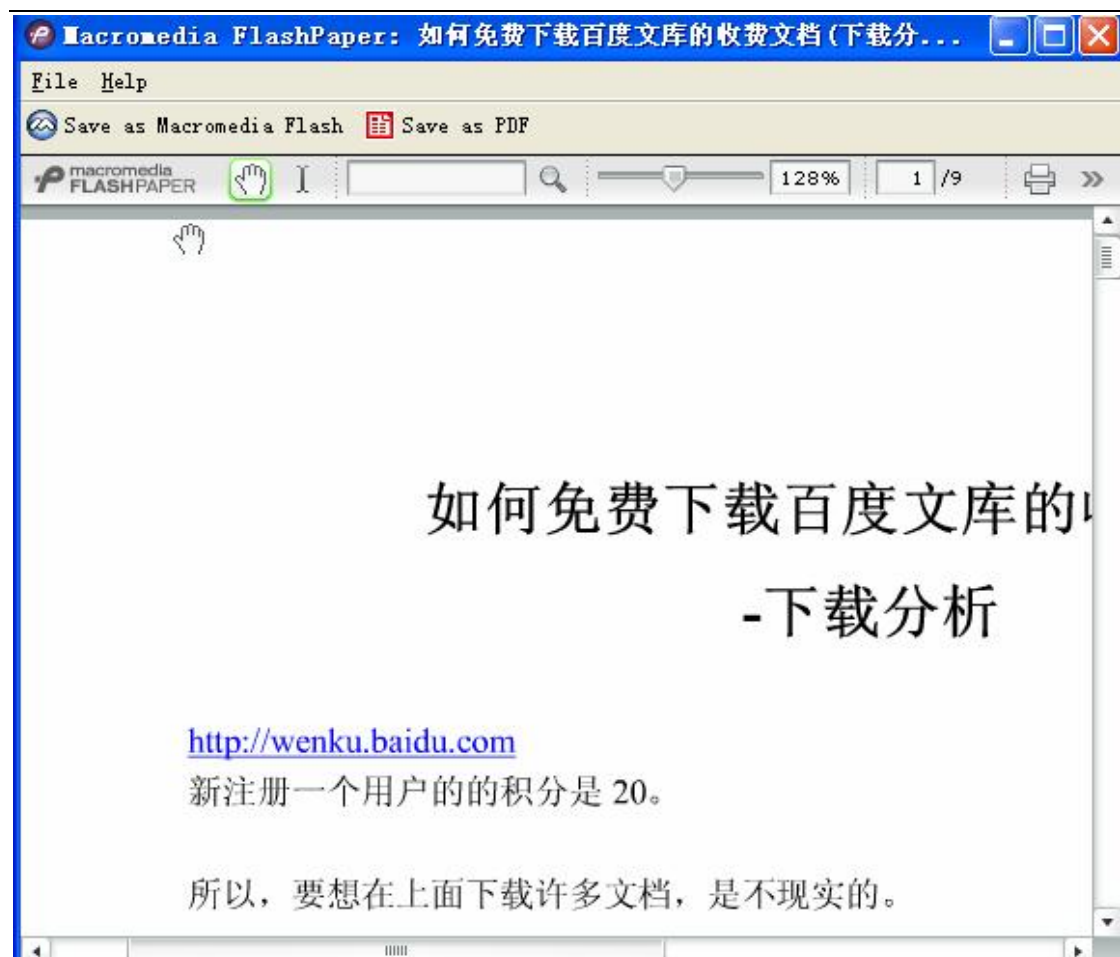 Macromedia FlashPaper: 如何免费下载百度文库的收费文档(下载分...
File Help
Save as Macromedia Flash Save as PDF
macromedia FLASHPAPER 128% 1 /9
如何免费下载百度文库的
-下载分析
http://wenku.baidu.com
新注册一个用户的的积分是 20。
所以，要想在上面下载许多文档，是不现实的。